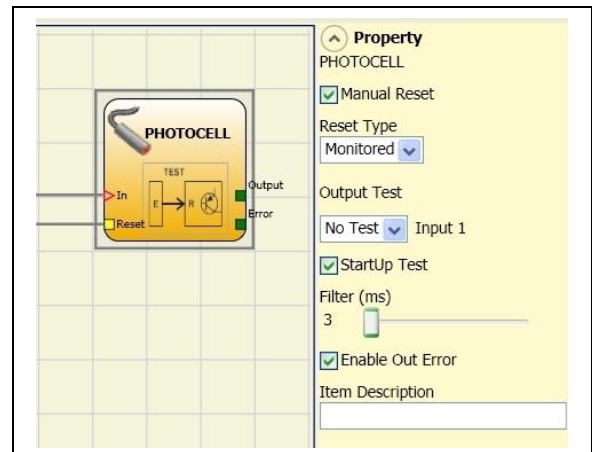 PHOTOCELL
TEST
In
E
R
Output
Reset
Error
Property
PHOTOCELL
Manual Reset
Reset Type
Monitored
Output Test
No Test Input 1
StartUp Test
Filter (ms)
3
Enable Out Error
Item Description